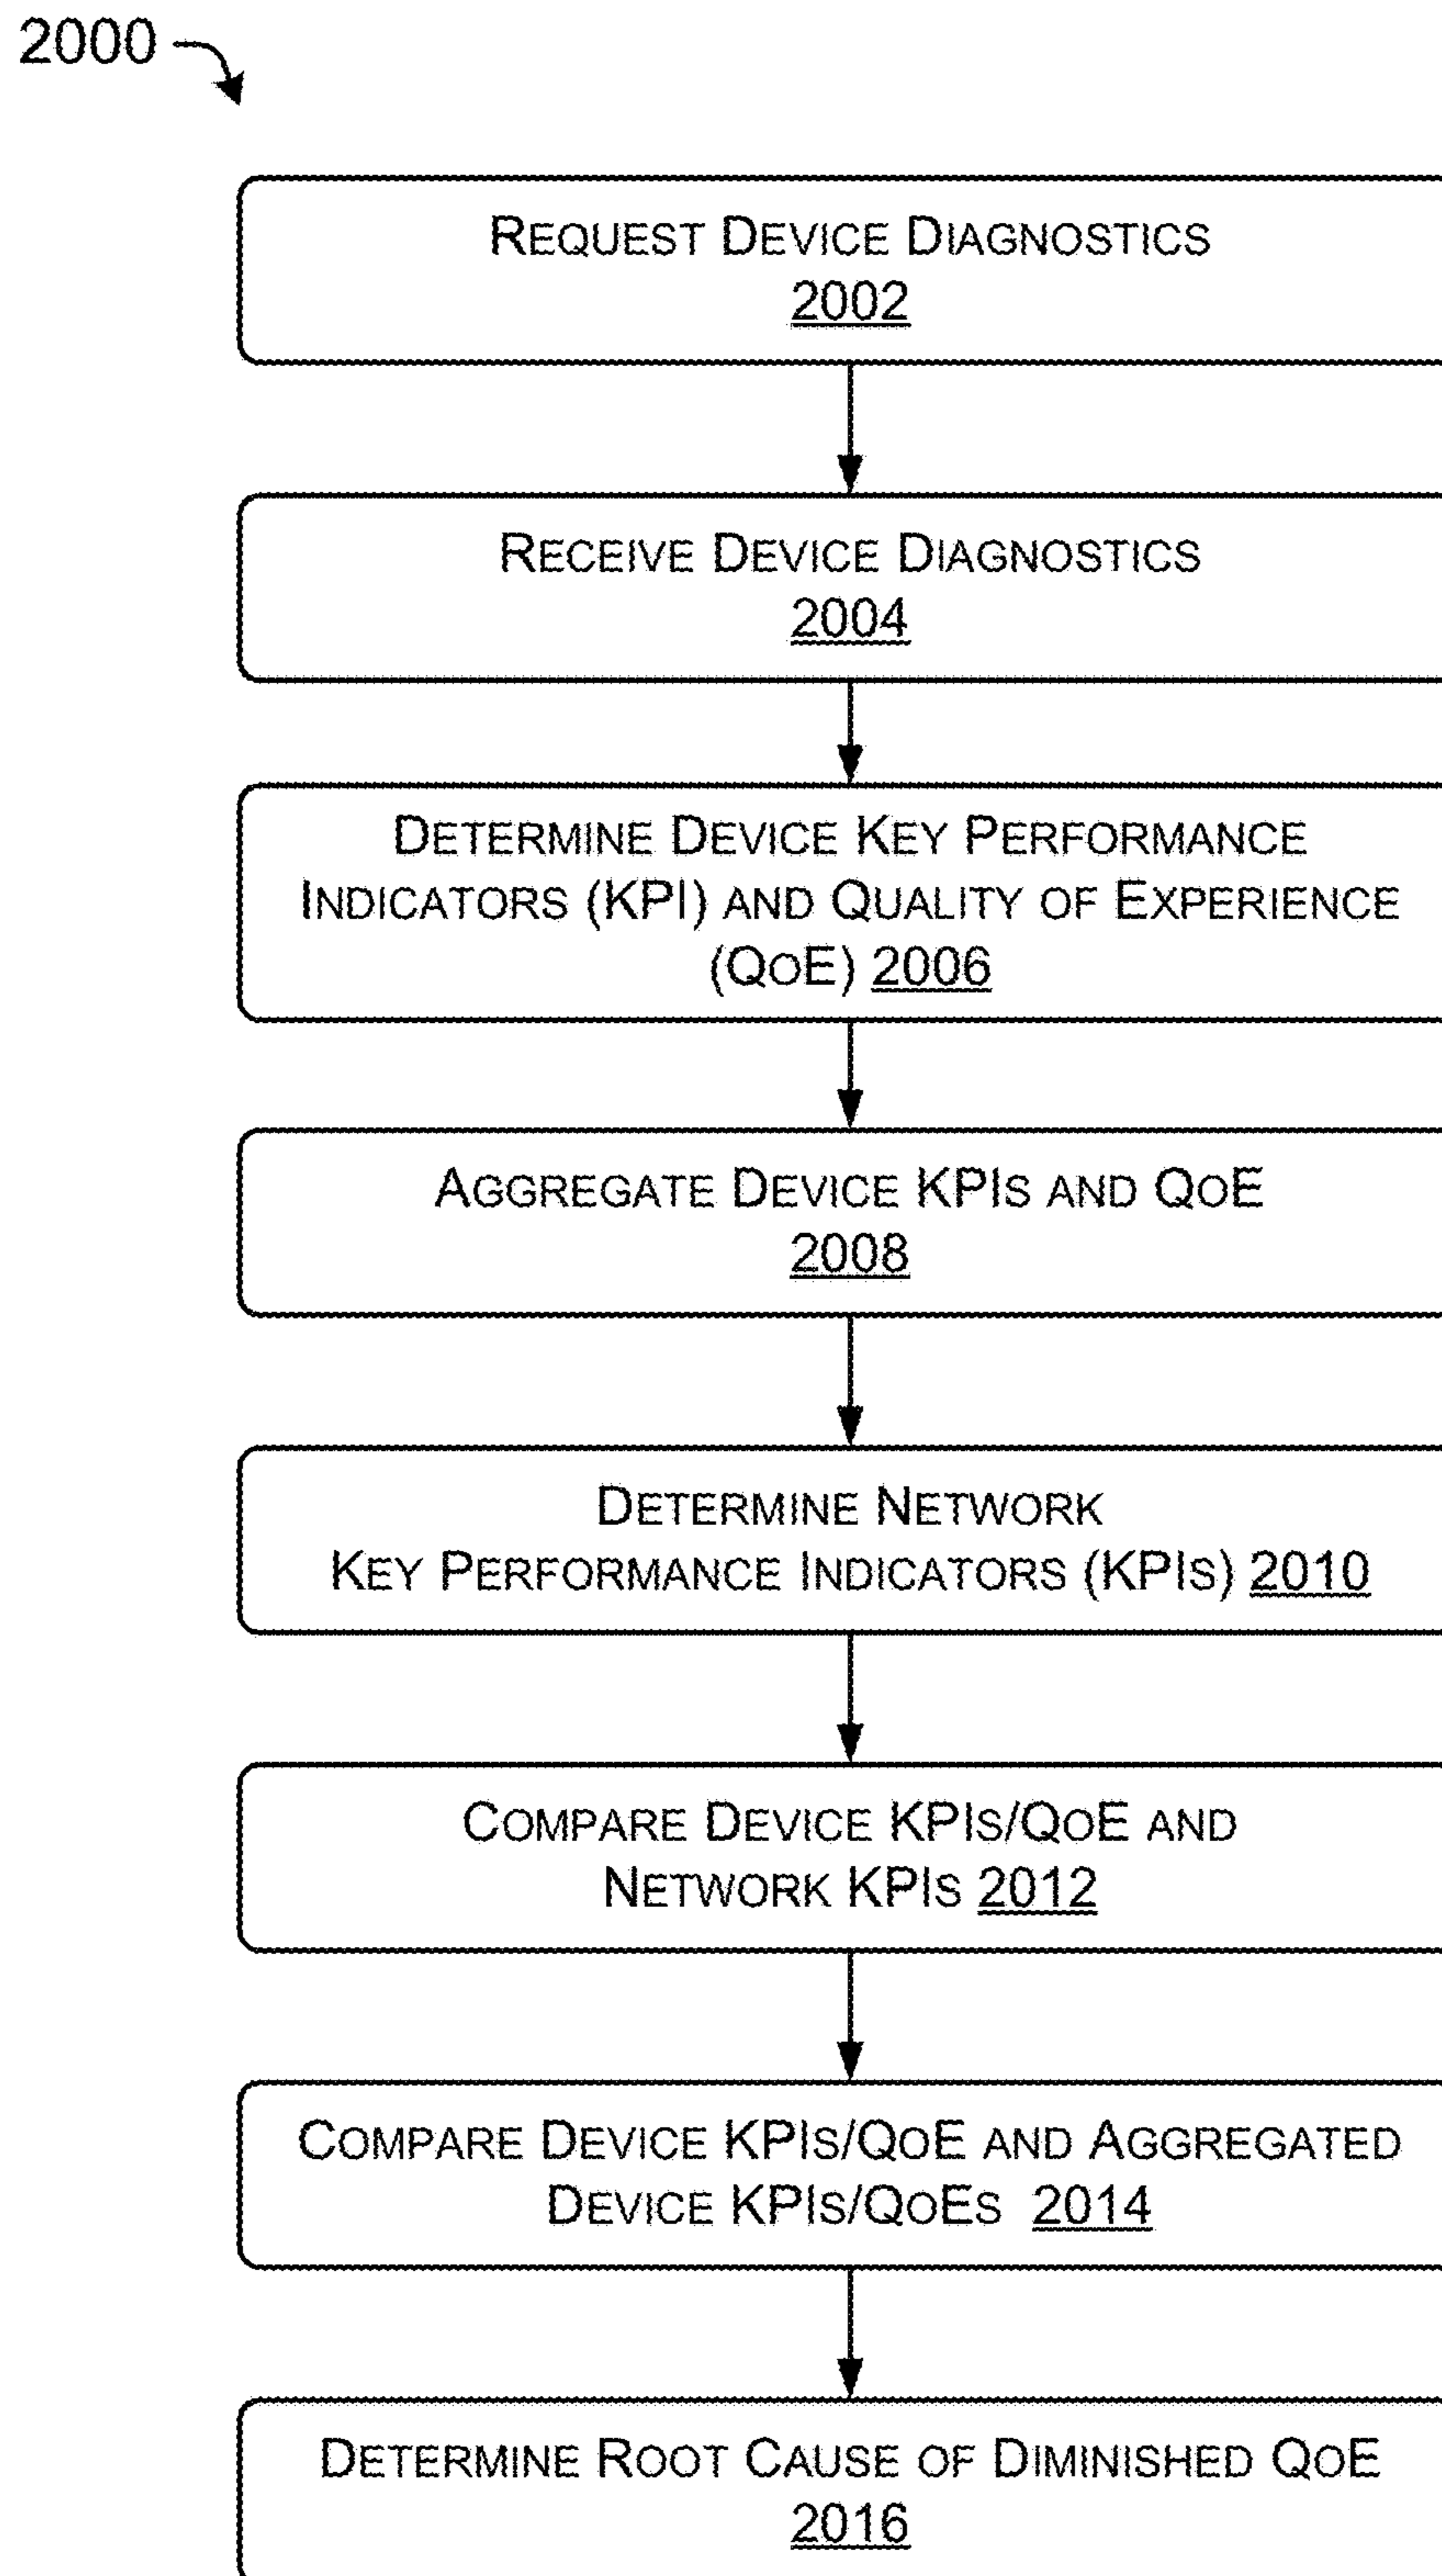 2000
REQUEST DEVICE DIAGNOSTICS
2002
RECEIVE DEVICE DIAGNOSTICS
2004
DETERMINE DEVICE KEY PERFORMANCE
INDICATORS (KPI) AND QUALITY OF EXPERIENCE
(QOE) 2006
AGGREGATE DEVICE KPIS AND QOE
2008
DETERMINE NETWORK
KEY PERFORMANCE INDICATORS (KPIS) 2010
COMPARE DEVICE KPIS/QOE AND
NETWORK KPIS 2012
COMPARE DEVICE KPIS/QOE AND AGGREGATED
DEVICE KPIS/QOES 2014
DETERMINE ROOT CAUSE OF DIMINISHED QOE
2016